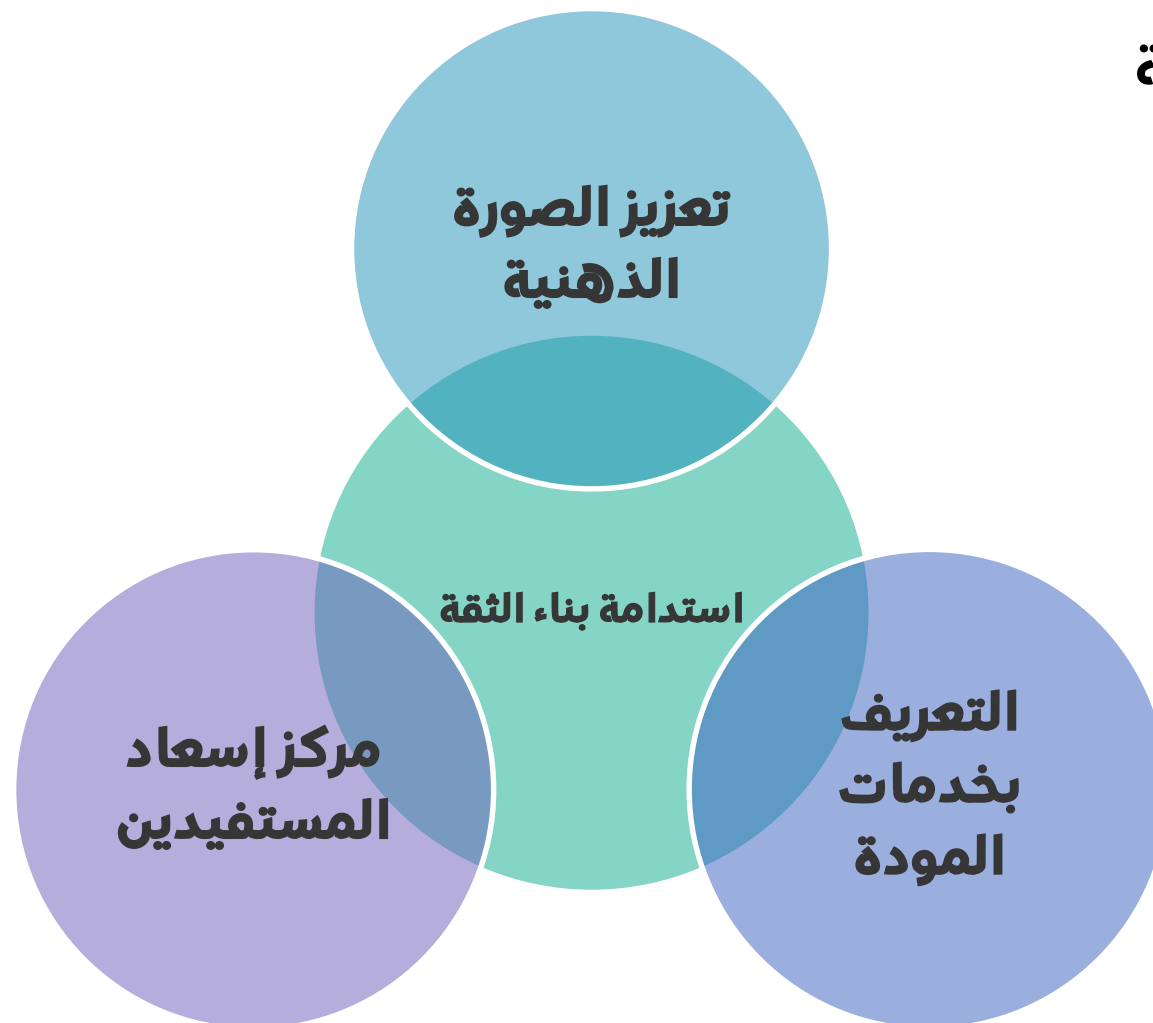 ة
تعزيز الصورة
الذهنية
استدامة بناء الثقة
التعريف
بخدمات
المودة
مركز إسعاد
المستفيدين